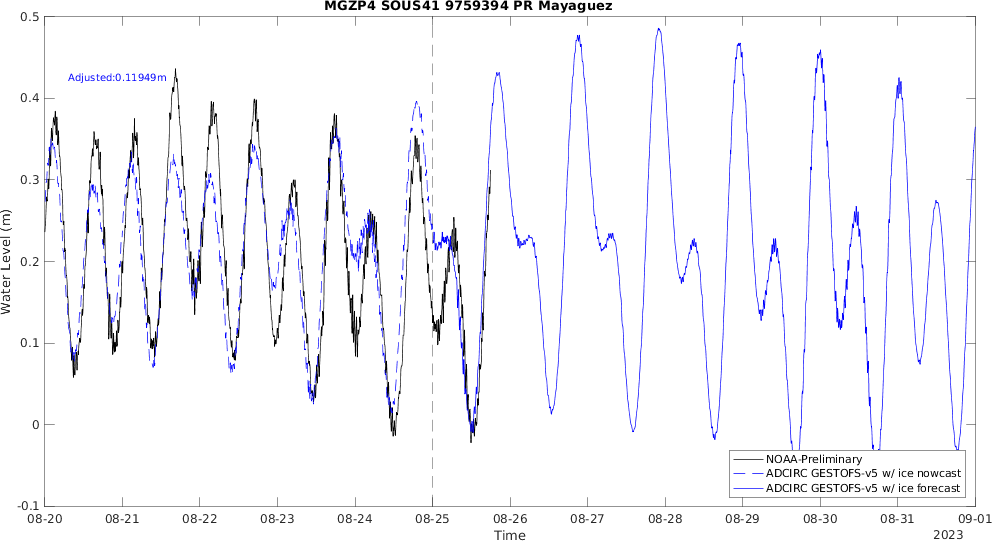 MGZP4 SOUS41 9759394 PR Mayaguez
0.5
Adjusted:0.11949m
0.4
0.3
0.2
0.1
0
-0.1
Water Level (m)
NOAA-Preliminary
ADCIRC GESTOFS-v5 w/ ice nowcast
ADCIRC GESTOFS-v5 w/ ice forecast
08-20 08-21 08-22 08-23 08-24 08-25 08-26 08-27 08-28 08-29 08-30 08-31 09-01
Time
2023